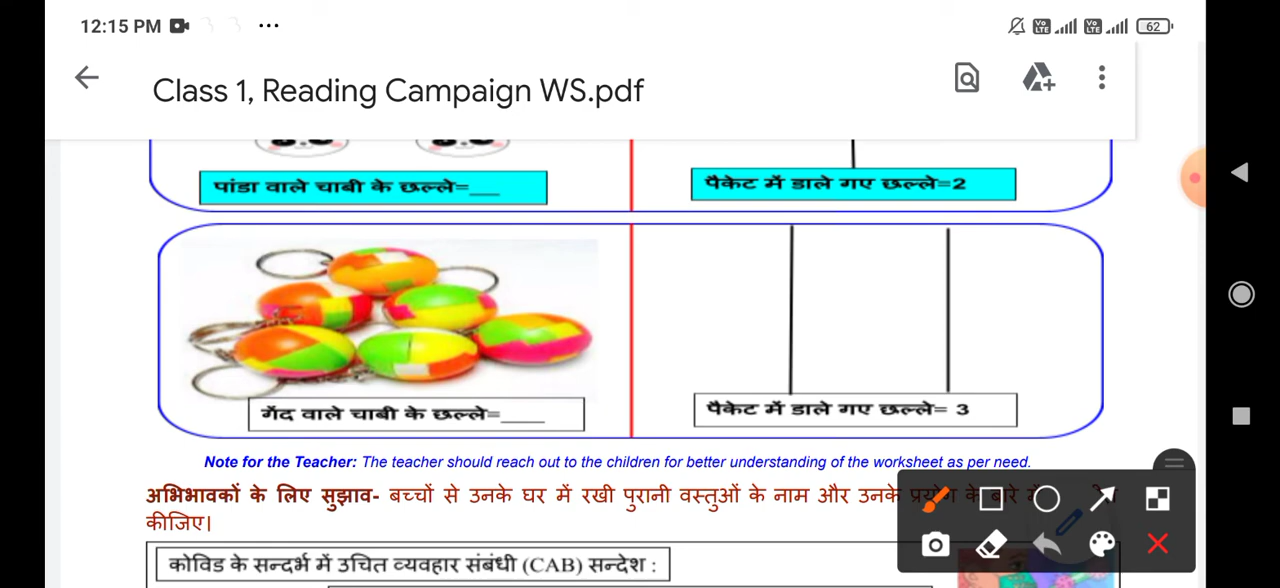 12:15 PM
62
Class 1, Reading Campaign WS.pdf
पांडा वाले चाबी के छल्ले=___
पैकेट में डाले गए छल्ले=2
गेंद वाले चाबी के छल्ले=____
पैकेट में डाले गए छल्ले= 3
Note for the Teacher: The teacher should reach out to the children for better understanding of the worksheet as per need.
अभिभावकों के लिए सुझाव- बच्चों से उनके घर में रखी पुरानी वस्तुओं के नाम और उनके प्रयोग के बारे में
कीजिए।
कोविड के सन्दर्भ में उचित व्यवहार संबंधी (CAB) सन्देश :